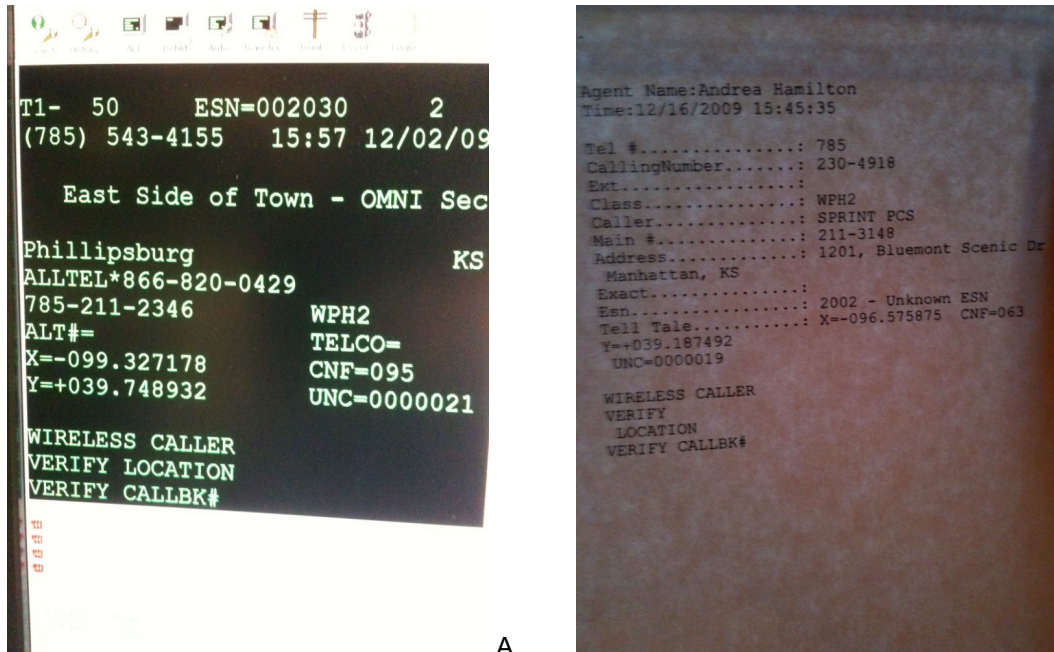 T1- 50 ESN=002030 2
(785) 543-4155 15:57 12/02/09
East Side of Town - OMNI Sec
Phillipsburg KS
ALLTEL*866-820-0429
785-211-2346 WPH2
ALT#= TELCO=
X=-099.327178 CNF=095
Y=+039.748932 UNC=0000021
WIRELESS CALLER
VERIFY LOCATION
VERIFY CALLBK#
A
Agent Name:Andrea Hamilton
Time:12/16/2009 15:45:35
Tel #...............: 785
CallingNumber.......: 230-4918
Ext.................:
Class...............: WPH2
Caller..............: SPRINT PCS
Main #..............: 211-3148
Address.............: 1201, Bluemont Scenic Dr
Manhattan, KS
Exact...............:
Esn.................: 2002 - Unknown ESN
Tell Tale...........: X=-096.575875 CNF=063
Y=+039.187492
UNC=0000019
WIRELESS CALLER
VERIFY
LOCATION
VERIFY CALLBK#